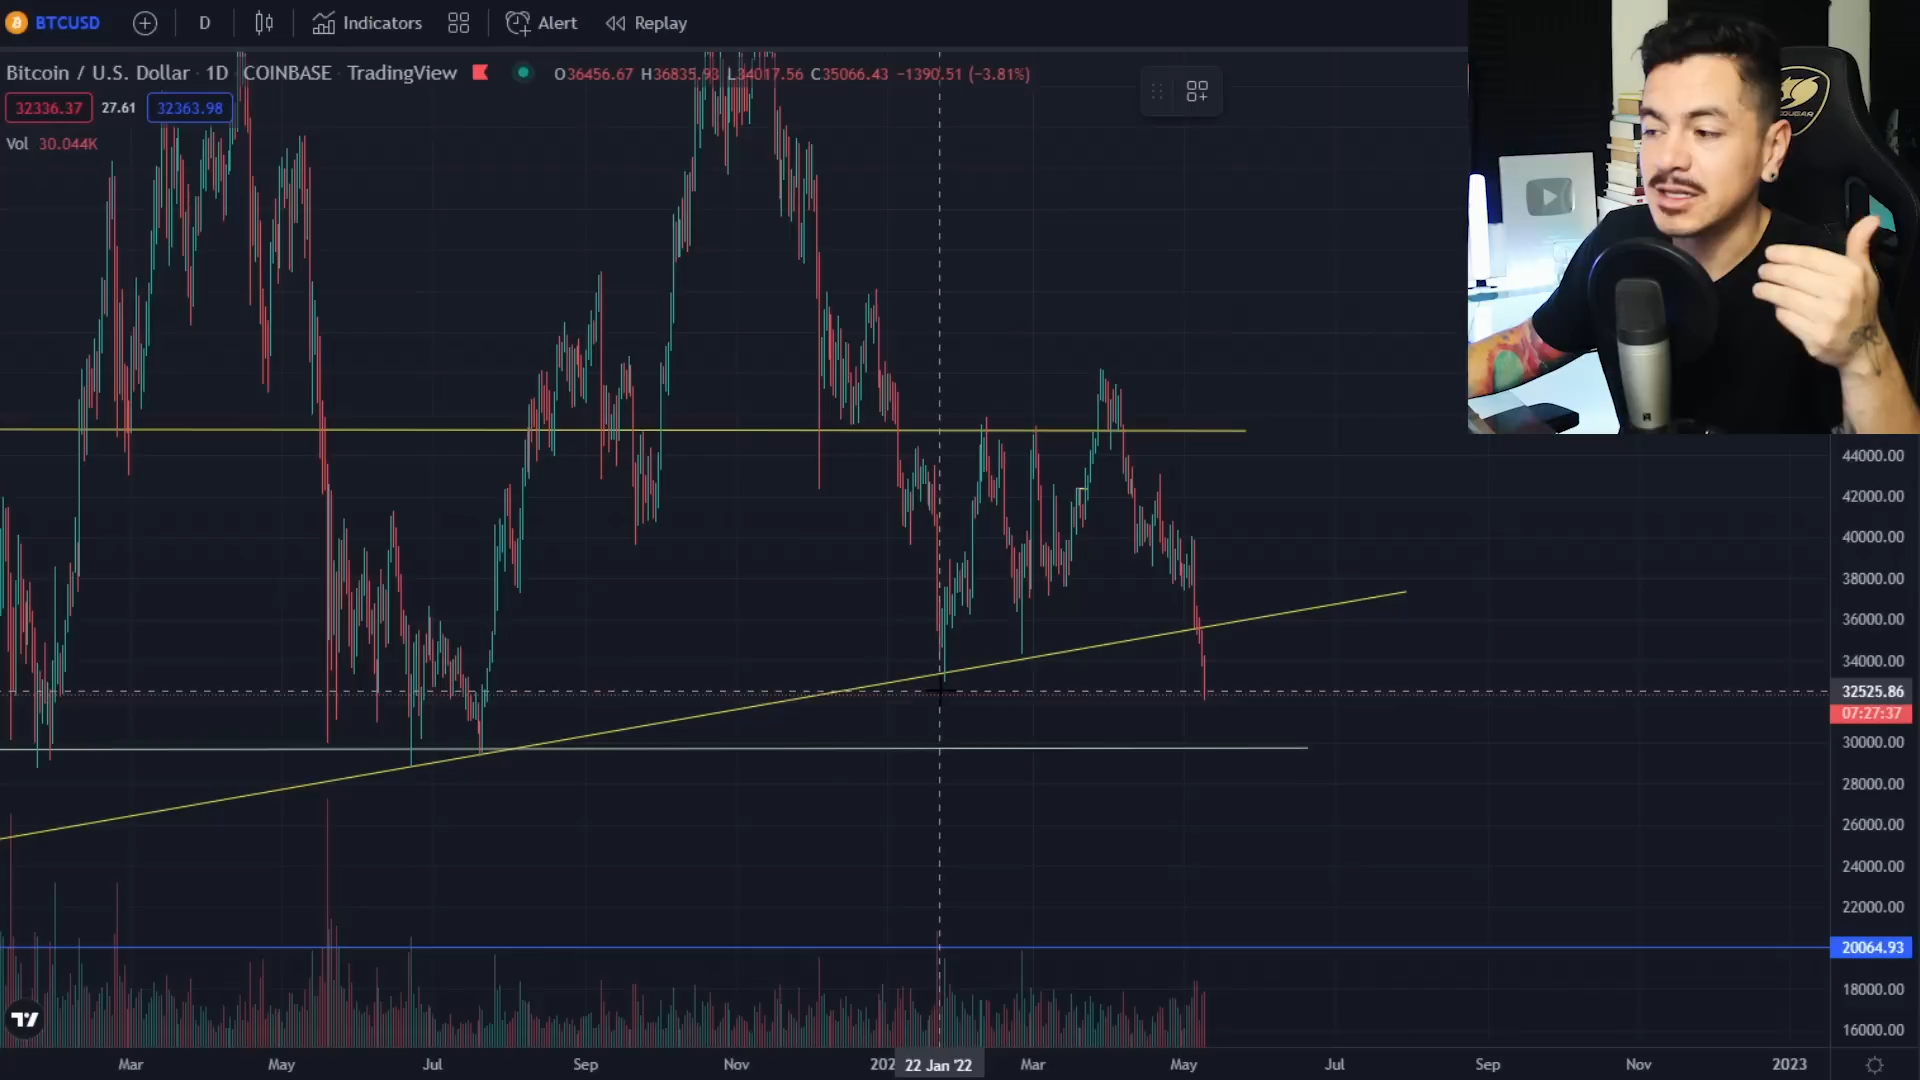 BTCUSD D Indicators Alert Replay
Bitcoin / U.S. Dollar 1D COINBASE TradingView O36456.67 H36835.93 L34017.56 C35066.43 −1390.51 (−3.81%)
32336.37 27.61 32363.98
Vol 30.044K
COUGAR
44000.00
42000.00
40000.00
38000.00
36000.00
34000.00
32525.86
07:27:37
30000.00
28000.00
26000.00
24000.00
22000.00
20064.93
18000.00
16000.00
Mar May Jul Sep Nov 202 22 Jan '22 Mar May Jul Sep Nov 2023